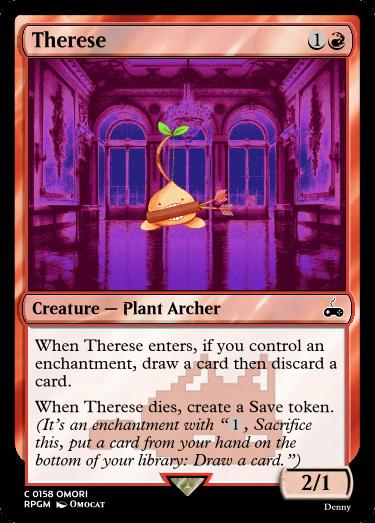 Therese 1
Creature — Plant Archer
When Therese enters, if you control an
enchantment, draw a card then discard a
card.
When Therese dies, create a Save token.
(It's an enchantment with “1, Sacrifice
this, put a card from your hand on the
bottom of your library: Draw a card.”)
2/1
C 0158 OMORI
RPGM Omocat
Denny